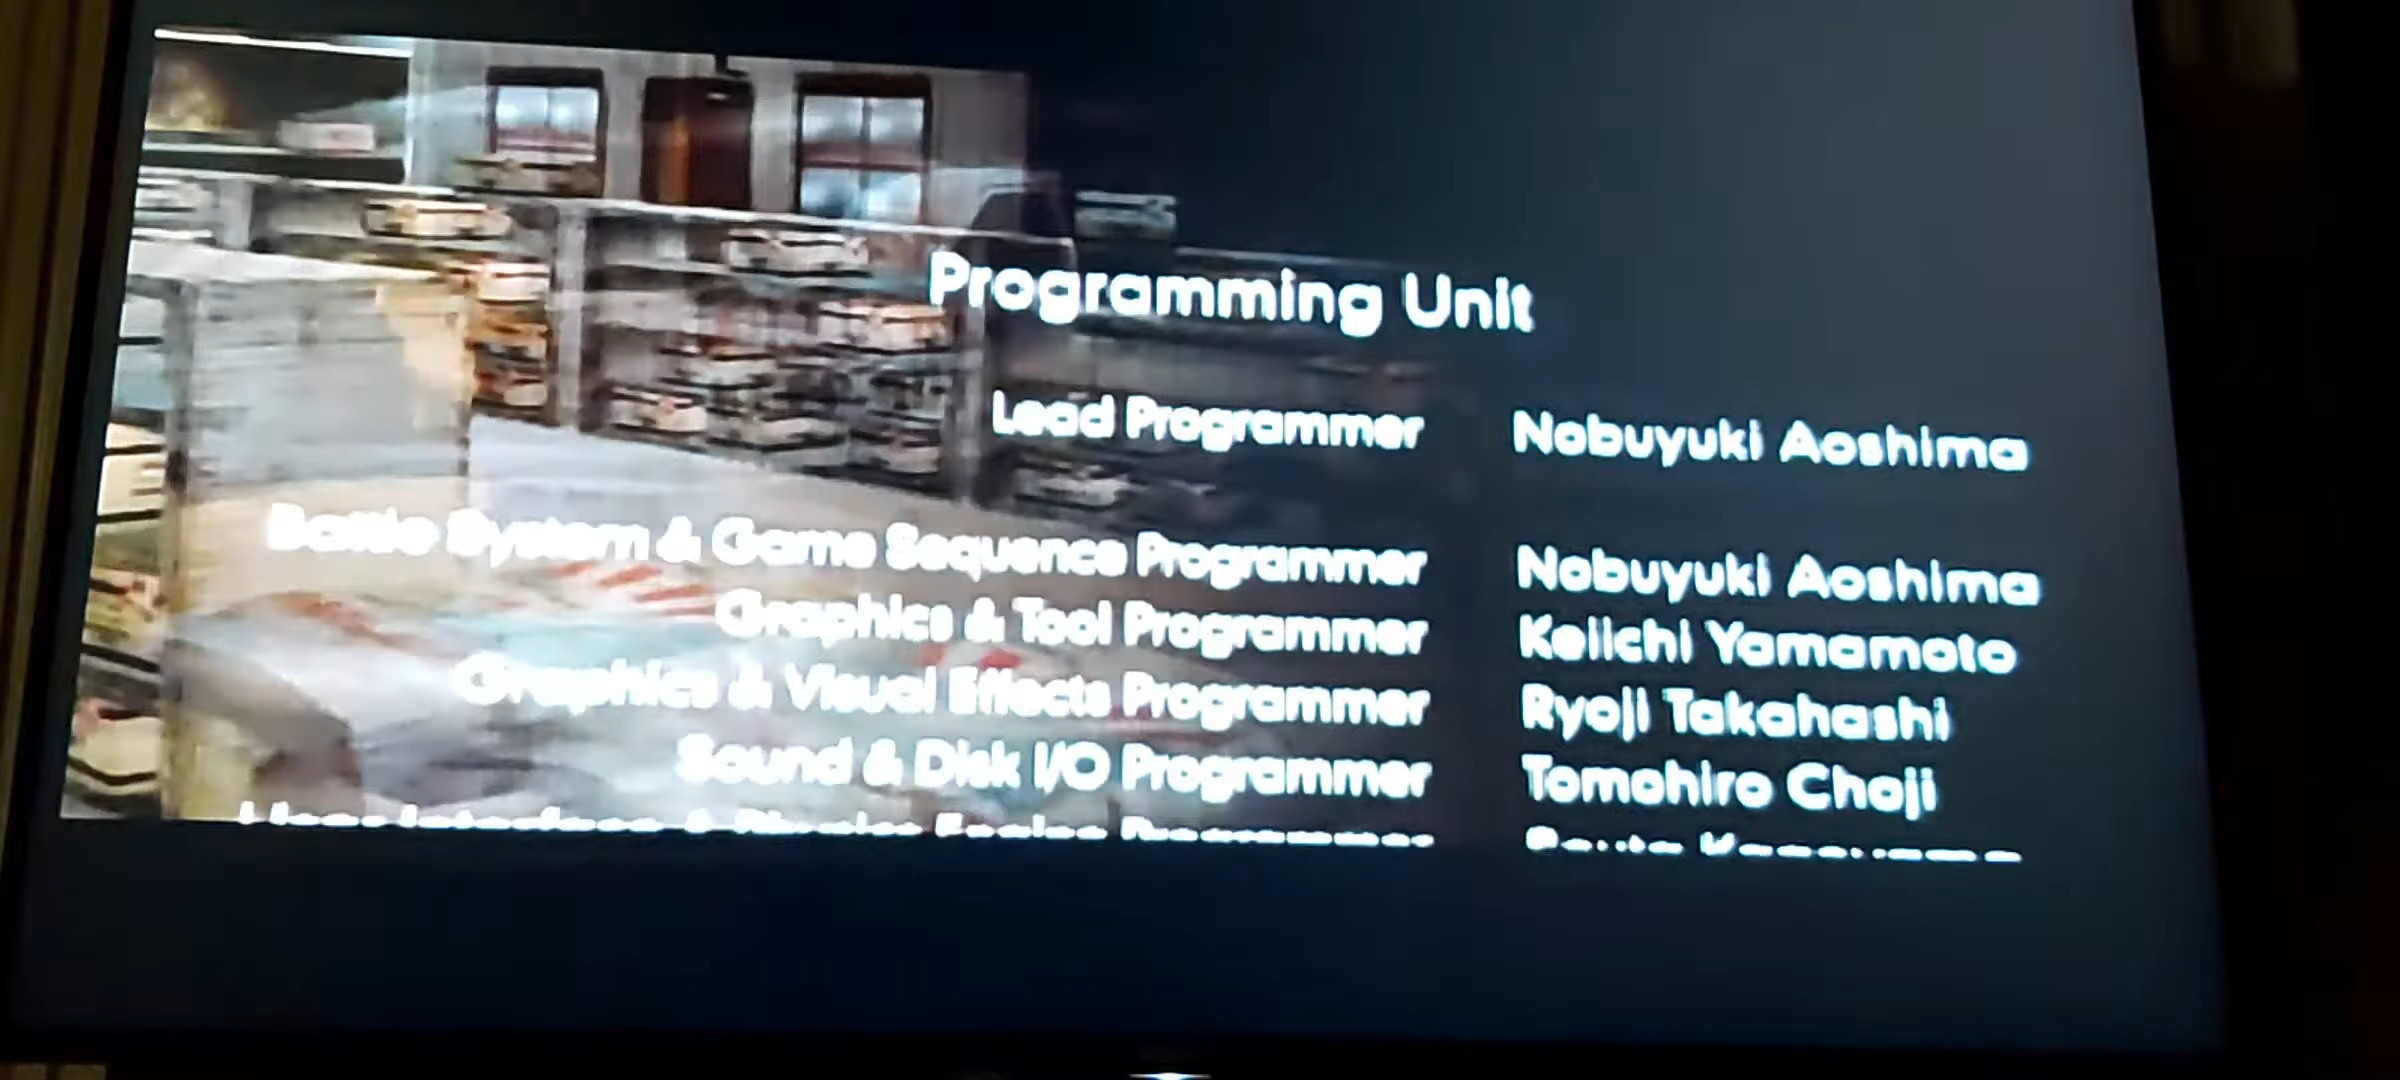 Programming Unit
Lead Programmer Nobuyuki Aoshima
Battle System & Game Sequence Programmer Nobuyuki Aoshima
Graphics & Tool Programmer Keiichi Yamamoto
Graphics & Visual Effects Programmer Ryoji Takahashi
Sound & Disk I/O Programmer Tomohiro Choji